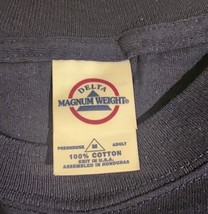 DELTA
MAGNUM WEIGHT®
PRESHRUNK M ADULT
100% COTTON
KNIT IN U.S.A.
ASSEMBLED IN HONDURAS